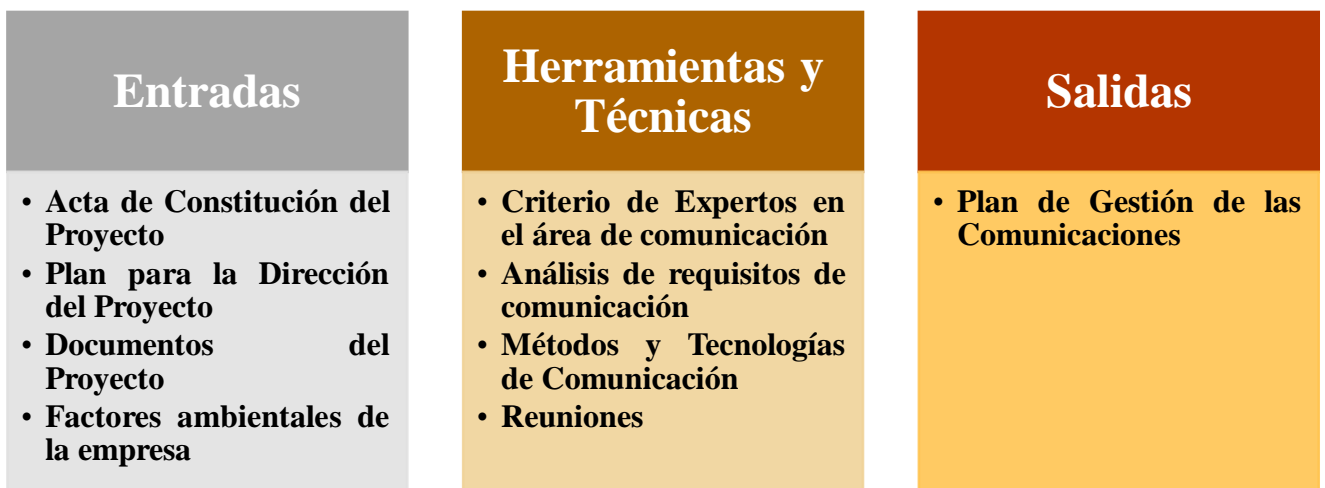 Entradas
• Acta de Constitución del
Proyecto
• Plan para la Dirección
del Proyecto
• Documentos del
Proyecto
• Factores ambientales de
la empresa
Herramientas y
Técnicas
• Criterio de Expertos en
el área de comunicación
• Análisis de requisitos de
comunicación
• Métodos y Tecnologías
de Comunicación
• Reuniones
Salidas
• Plan de Gestión de las
Comunicaciones